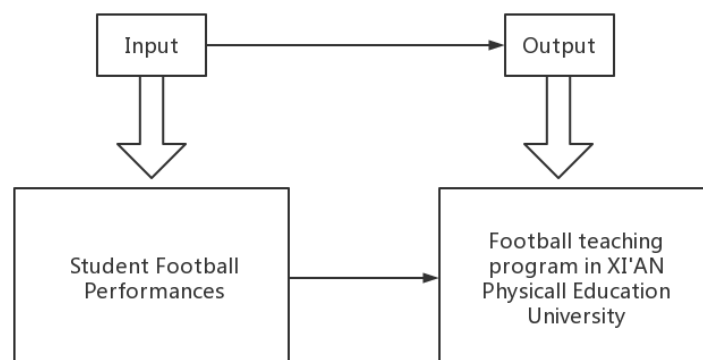 Input
Output
Student Football
Performances
Football teaching
program in XI'AN
Physicall Education
University